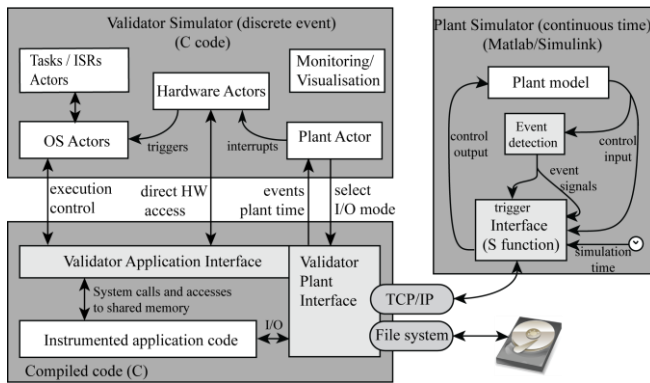 Validator Simulator (discrete event)
(C code)
Tasks / ISRs
Actors
Hardware Actors
Monitoring/
Visualisation
OS Actors
triggers
interrupts
Plant Actor
execution
control
direct HW
access
events
plant time
select
I/O mode
Validator Application Interface
Validator
Plant
Interface
System calls and accesses
to shared memory
Instrumented application code
I/O
Compiled code (C)
TCP/IP
File system
Plant Simulator (continuous time)
(Matlab/Simulink)
Plant model
Event
detection
control
output
control
input
event
signals
trigger
Interface
(S function)
simulation
time